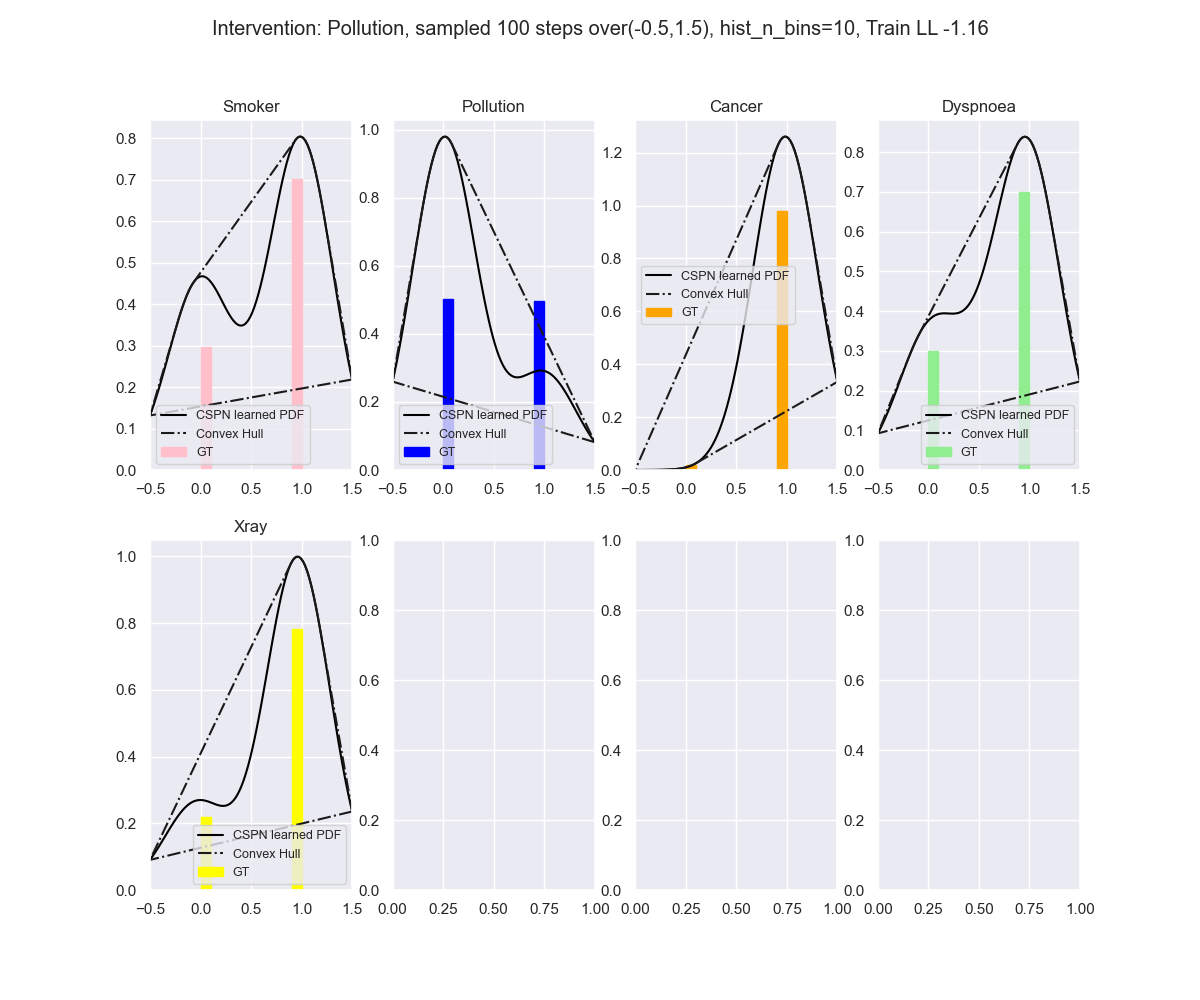 Intervention: Pollution, sampled 100 steps over(-0.5,1.5), hist_n_bins=10, Train LL -1.16
Smoker
0.8
0.7
0.6
0.5
0.4
0.3
0.2
0.1
0.0
CSPN learned PDF
Convex Hull
GT
−0.5 0.0 0.5 1.0 1.5
Pollution
1.0
0.8
0.6
0.4
0.2
0.0
CSPN learned PDF
Convex Hull
GT
−0.5 0.0 0.5 1.0 1.5
Cancer
1.2
1.0
0.8
0.6
0.4
0.2
0.0
CSPN learned PDF
Convex Hull
GT
−0.5 0.0 0.5 1.0 1.5
Dyspnoea
0.8
0.7
0.6
0.5
0.4
0.3
0.2
0.1
0.0
CSPN learned PDF
Convex Hull
GT
−0.5 0.0 0.5 1.0 1.5
Xray
1.0
0.8
0.6
0.4
0.2
0.0
CSPN learned PDF
Convex Hull
GT
−0.5 0.0 0.5 1.0 1.5
1.0
0.8
0.6
0.4
0.2
0.0
0.00 0.25 0.50 0.75 1.00
1.0
0.8
0.6
0.4
0.2
0.0
0.00 0.25 0.50 0.75 1.00
1.0
0.8
0.6
0.4
0.2
0.0
0.00 0.25 0.50 0.75 1.00